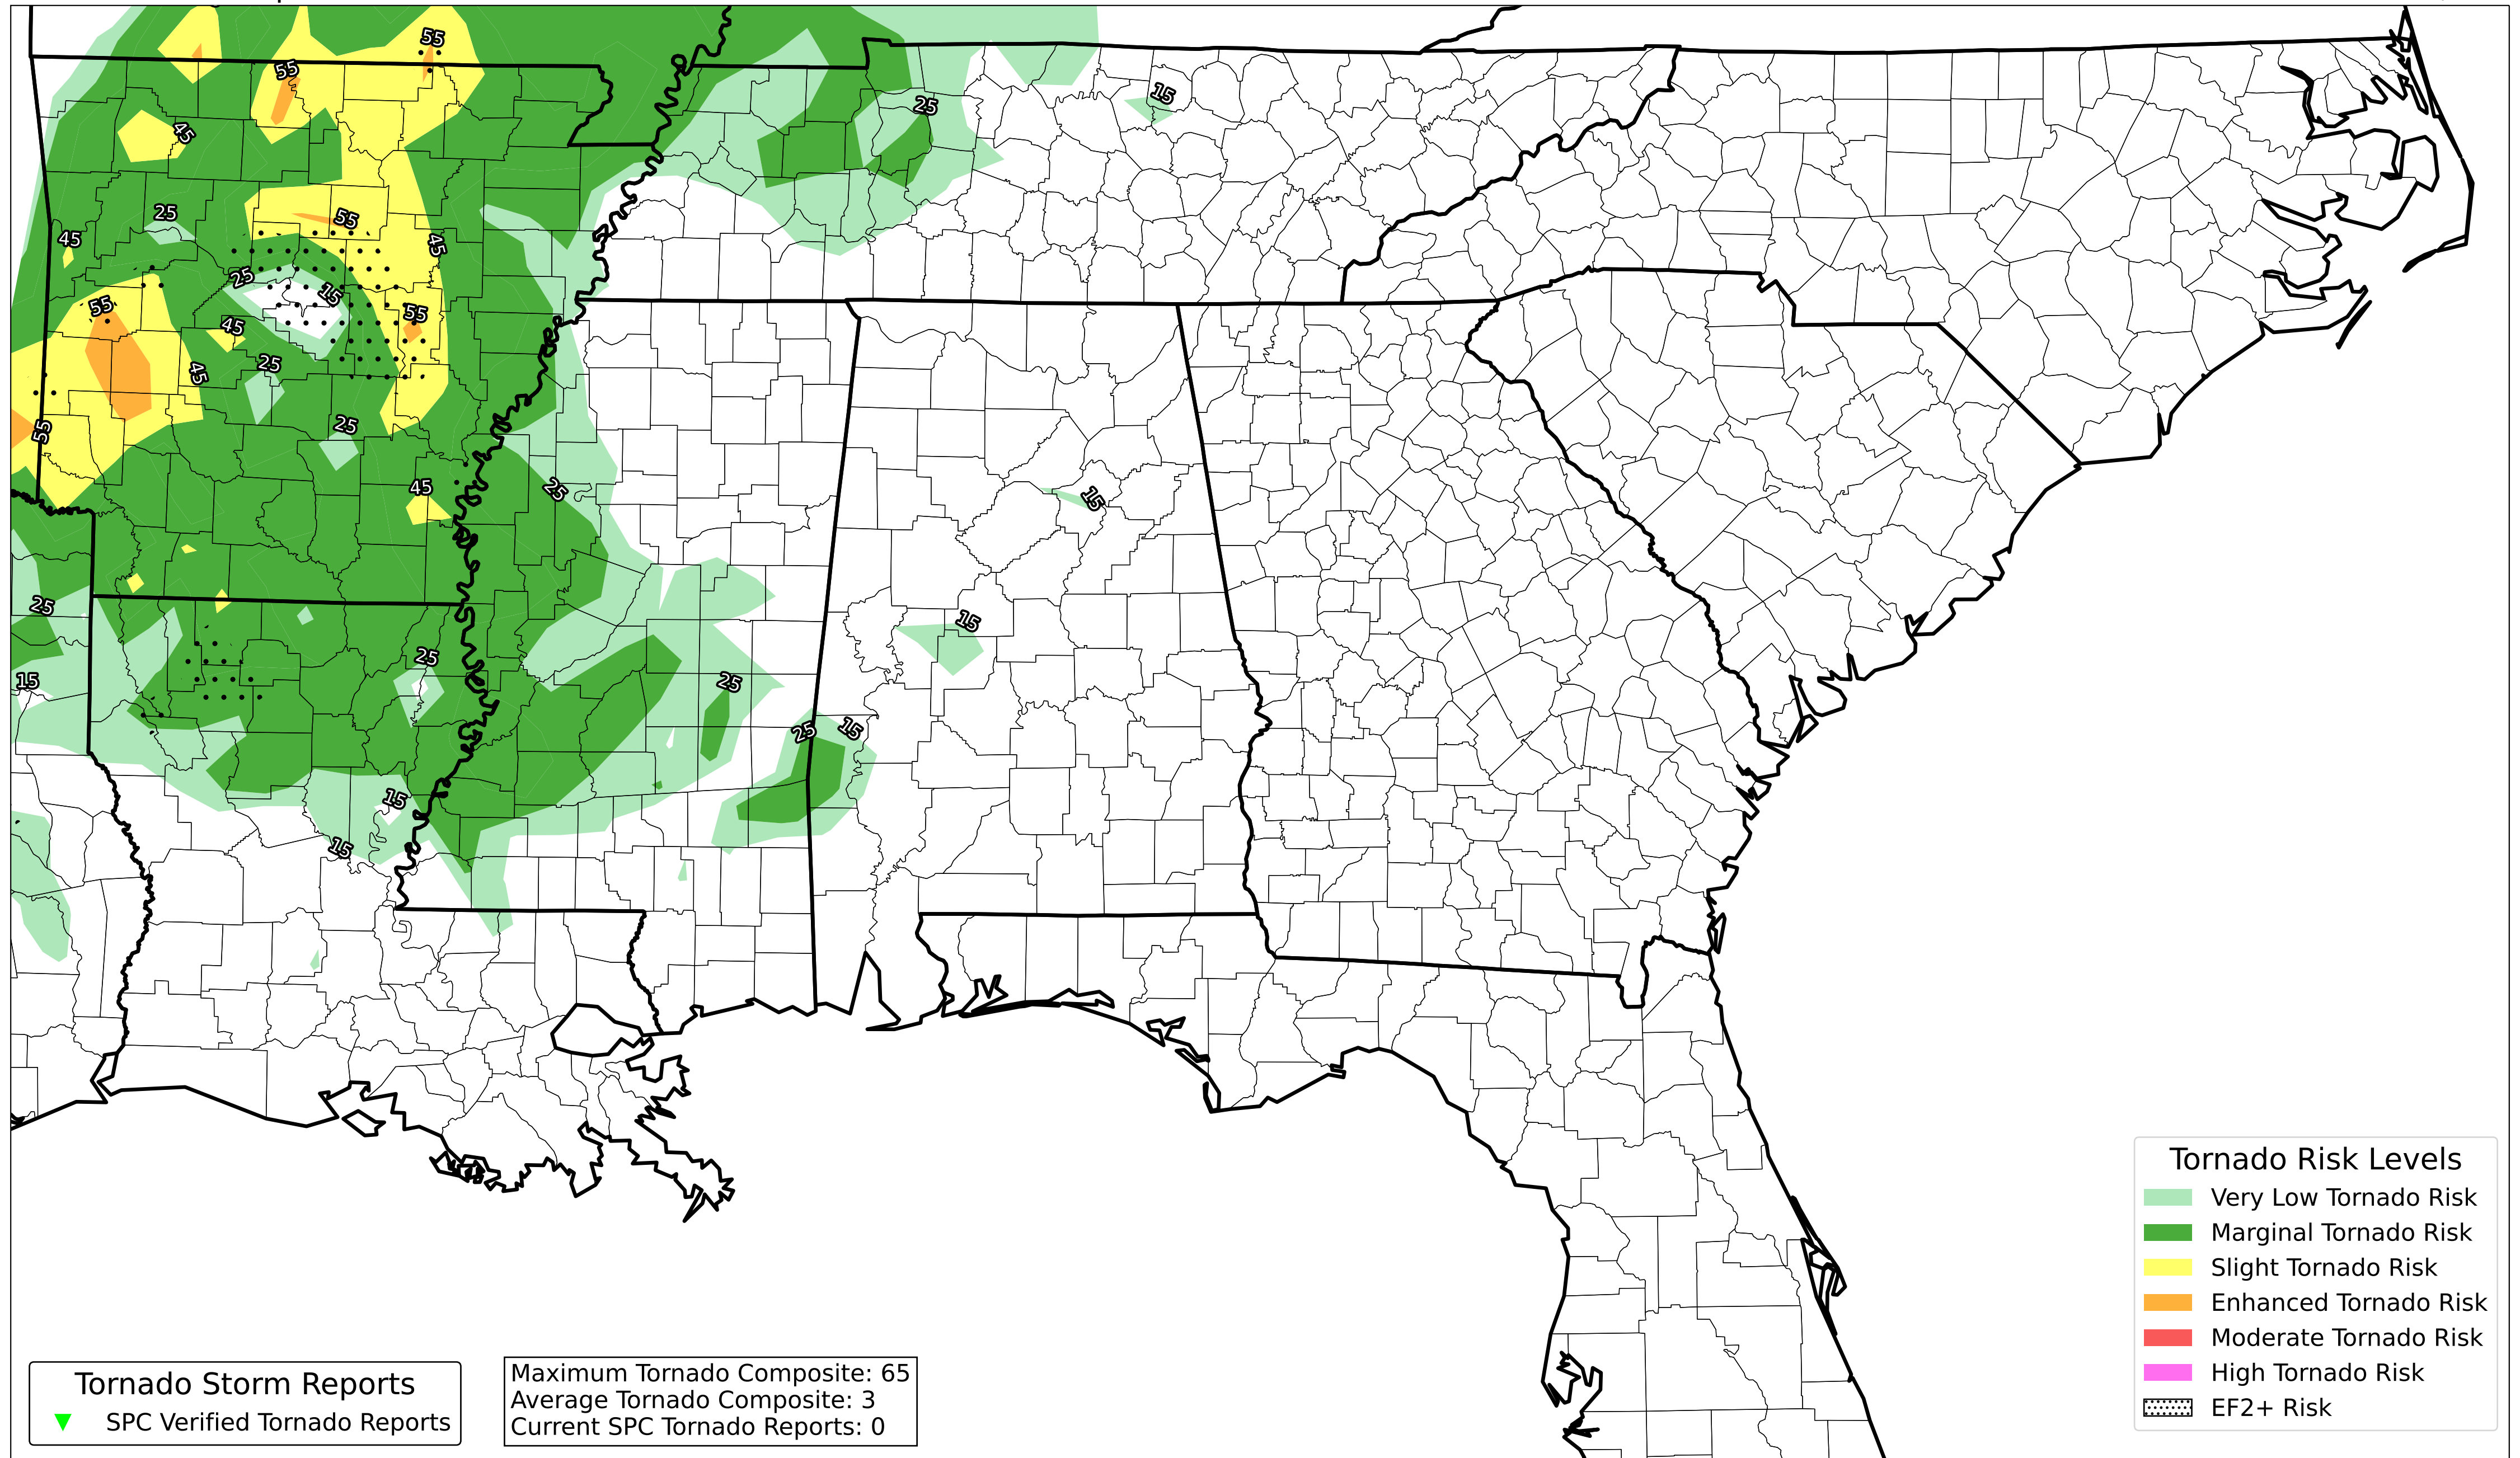 55
55
15
25
45
25
55
45
45
25
15
55
55
45
25
45
25
55
45
25
15
25
15
25
25
15
25
25
15
15
15
Tornado Risk Levels
Very Low Tornado Risk
Marginal Tornado Risk
Slight Tornado Risk
Enhanced Tornado Risk
Moderate Tornado Risk
High Tornado Risk
EF2+ Risk
Tornado Storm Reports
SPC Verified Tornado Reports
Maximum Tornado Composite: 65
Average Tornado Composite: 3
Current SPC Tornado Reports: 0